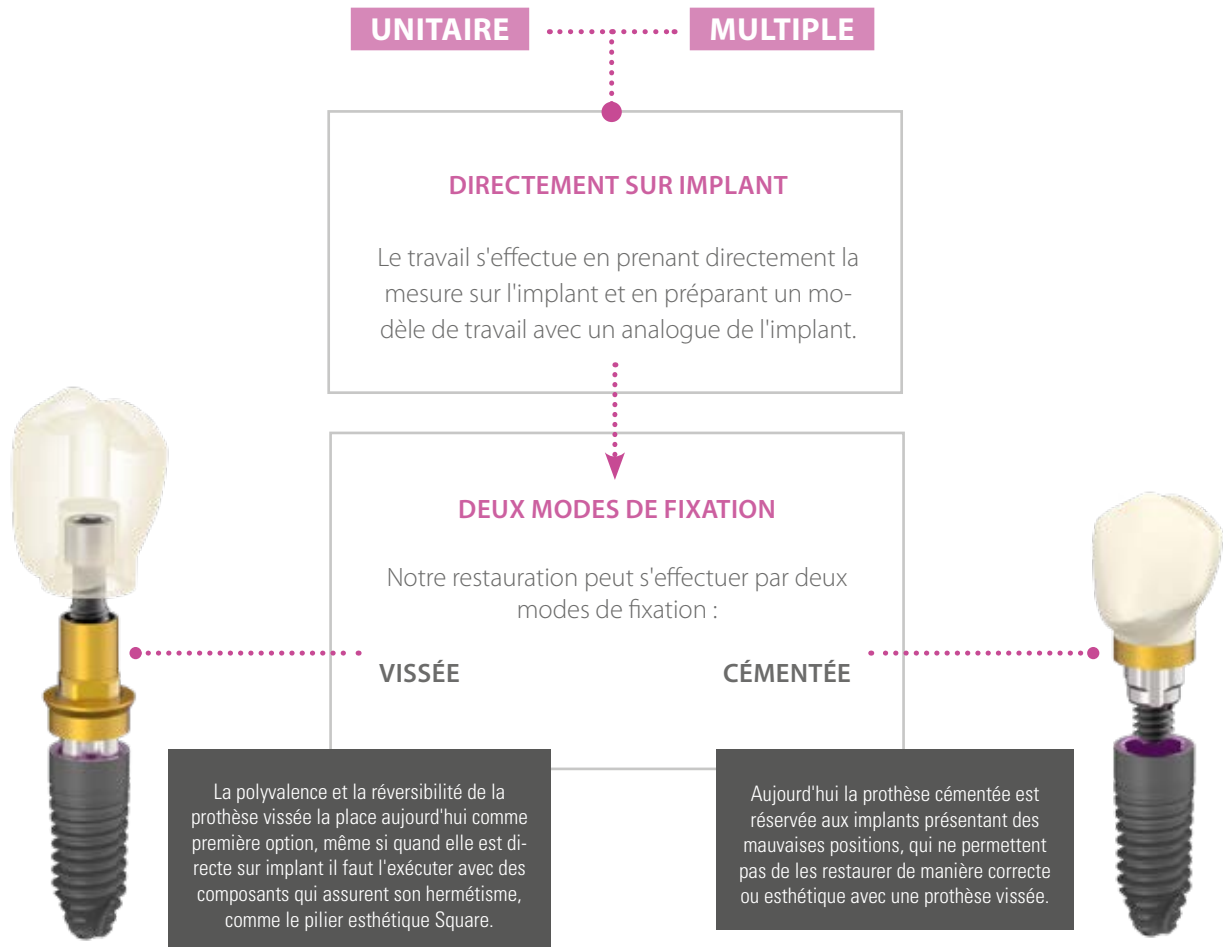 UNITAIRE
MULTIPLE
DIRECTEMENT SUR IMPLANT
Le travail s'effectue en prenant directement la
mesure sur l'implant et en préparant un mo-
dèle de travail avec un analogue de l'implant.
DEUX MODES DE FIXATION
Notre restauration peut s'effectuer par deux
modes de fixation :
VISSÉE
CÉMENTÉE
La polyvalence et la réversibilité de la
prothèse vissée la place aujourd'hui comme
première option, même si quand elle est di-
recte sur implant il faut l'exécuter avec des
composants qui assurent son hermétisme,
comme le pilier esthétique Square.
Aujourd'hui la prothèse cémentée est
réservée aux implants présentant des
mauvaises positions, qui ne permettent
pas de les restaurer de manière correcte
ou esthétique avec une prothèse vissée.